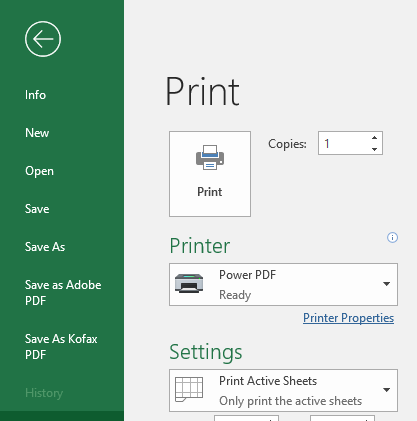 Print
Info
New
Open
Save
Save As
Save as Adobe
PDF
Save As Kofax
PDF
History
Print
Copies:
1
Printer
Power PDF
Ready
Printer Properties
Settings
Print Active Sheets
Only print the active sheets